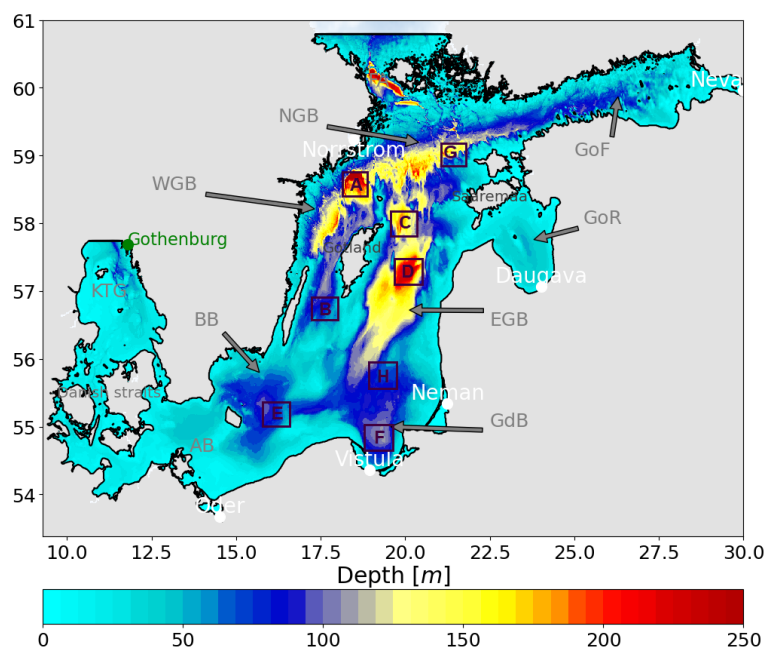 61
60
59
58
57
56
55
54
Neva
NGB
GoF
Norrstrom
G
WGB
A
Saaremda
GoR
C
Gothenburg
Gotland
D
Daugava
KTG
B
BB
EGB
H
Danish straits
Neman
E
GdB
F
AB
Vistula
Oder
10.0 12.5 15.0 17.5 20.0 22.5 25.0 27.5 30.0
Depth [m]
0 50 100 150 200 250